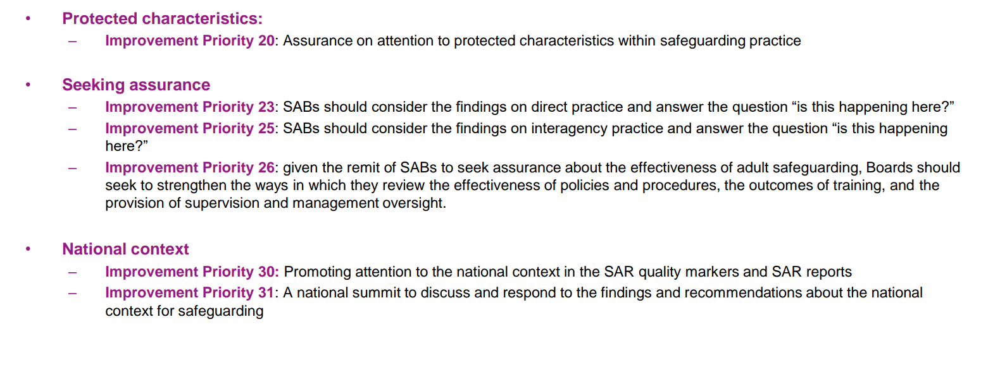 • Protected characteristics:
– Improvement Priority 20: Assurance on attention to protected characteristics within safeguarding practice
• Seeking assurance
– Improvement Priority 23: SABs should consider the findings on direct practice and answer the question “is this happening here?”
– Improvement Priority 25: SABs should consider the findings on interagency practice and answer the question “is this happening
here?”
– Improvement Priority 26: given the remit of SABs to seek assurance about the effectiveness of adult safeguarding, Boards should
seek to strengthen the ways in which they review the effectiveness of policies and procedures, the outcomes of training, and the
provision of supervision and management oversight.
• National context
– Improvement Priority 30: Promoting attention to the national context in the SAR quality markers and SAR reports
– Improvement Priority 31: A national summit to discuss and respond to the findings and recommendations about the national
context for safeguarding